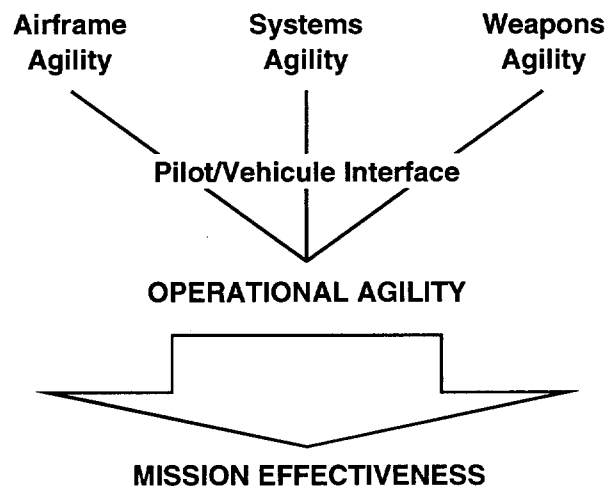 Airframe Agility
Systems Agility
Weapons Agility
Pilot/Vehicule Interface
OPERATIONAL AGILITY
MISSION EFFECTIVENESS